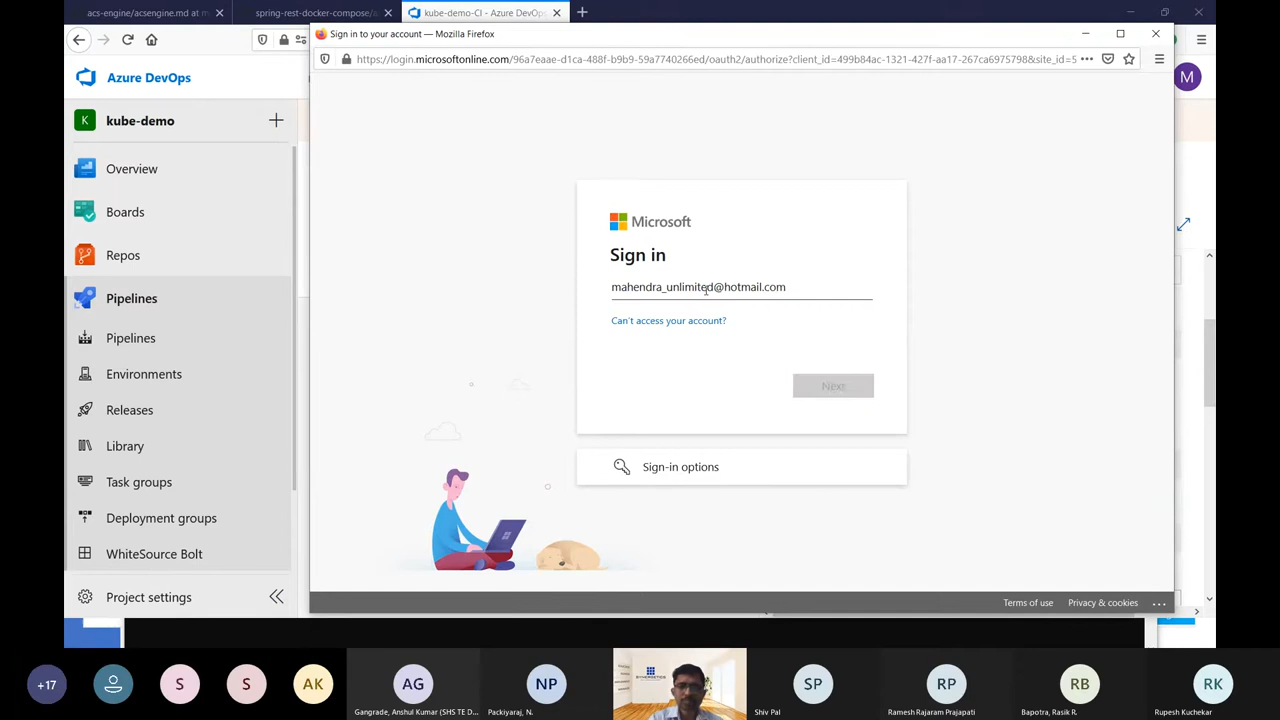 acs-engine/acsengine.md at m
spring-rest-docker-compose/a
kube-demo-CI - Azure DevOps
Sign in to your account — Mozilla Firefox
https://login.microsoftonline.com/96a7eaae-d1ca-488f-b9b9-59a7740266ed/oauth2/authorize?client_id=499b84ac-1321-427f-aa17-267ca6975798&site_id=5
Azure DevOps
M
K
kube-demo
Overview
Boards
Repos
Pipelines
Pipelines
Environments
Releases
Library
Task groups
Deployment groups
WhiteSource Bolt
Project settings
Microsoft
Sign in
mahendra_unlimited@hotmail.com
Can't access your account?
Next
Sign-in options
Terms of use
Privacy & cookies
+17
S
S
AK
AG
NP
SYNERGETICS
SP
RP
RB
RK
Gangrade, Anshul Kumar (SHS TE D...
Packiyaraj, N.
Shiv Pal
Ramesh Rajaram Prajapati
Bapotra, Rasik R.
Rupesh Kuchekar